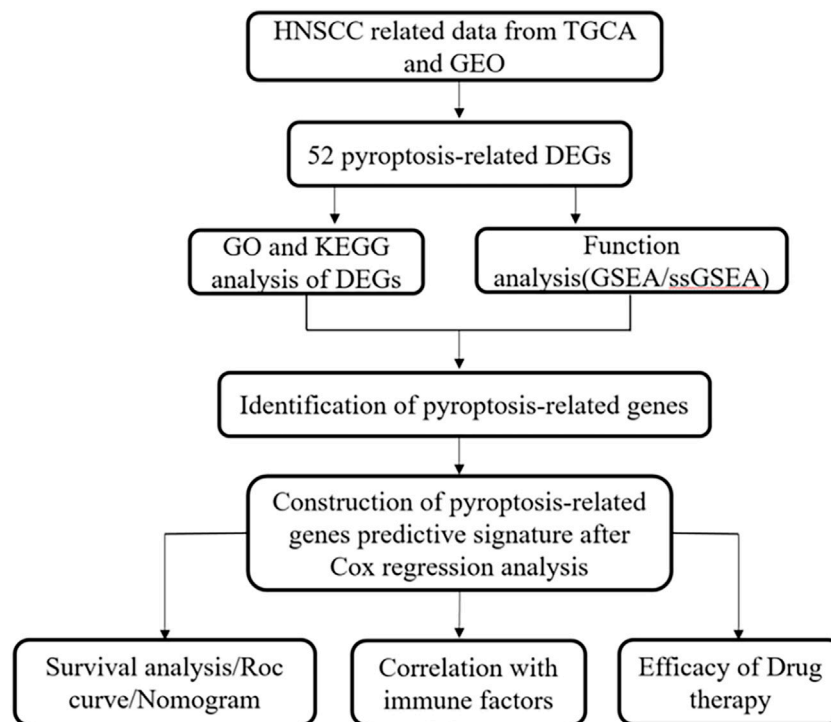 HNSCC related data from TGCA
and GEO
52 pyroptosis-related DEGs
GO and KEGG
analysis of DEGs
Function
analysis(GSEA/ssGSEA)
Identification of pyroptosis-related genes
Construction of pyroptosis-related
genes predictive signature after
Cox regression analysis
Survival analysis/Roc
curve/Nomogram
Correlation with
immune factors
Efficacy of Drug
therapy